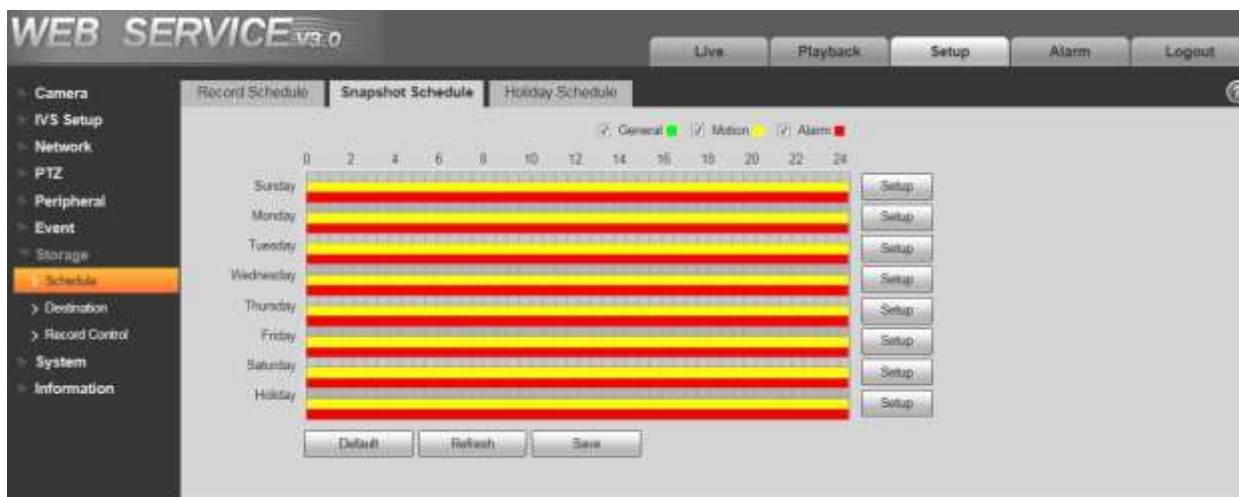 WEB SERVICE V3.0
Live Playback Setup Alarm Logout
Camera
IVS Setup
Network
PTZ
Peripheral
Event
Storage
Schedule
Destination
Record Control
System
Information
Record Schedule Snapshot Schedule Holiday Schedule
General Motion Alarm
0 2 4 6 8 10 12 14 16 18 20 22 24
Sunday Setup
Monday Setup
Tuesday Setup
Wednesday Setup
Thursday Setup
Friday Setup
Saturday Setup
Holiday Setup
Default Refresh Save